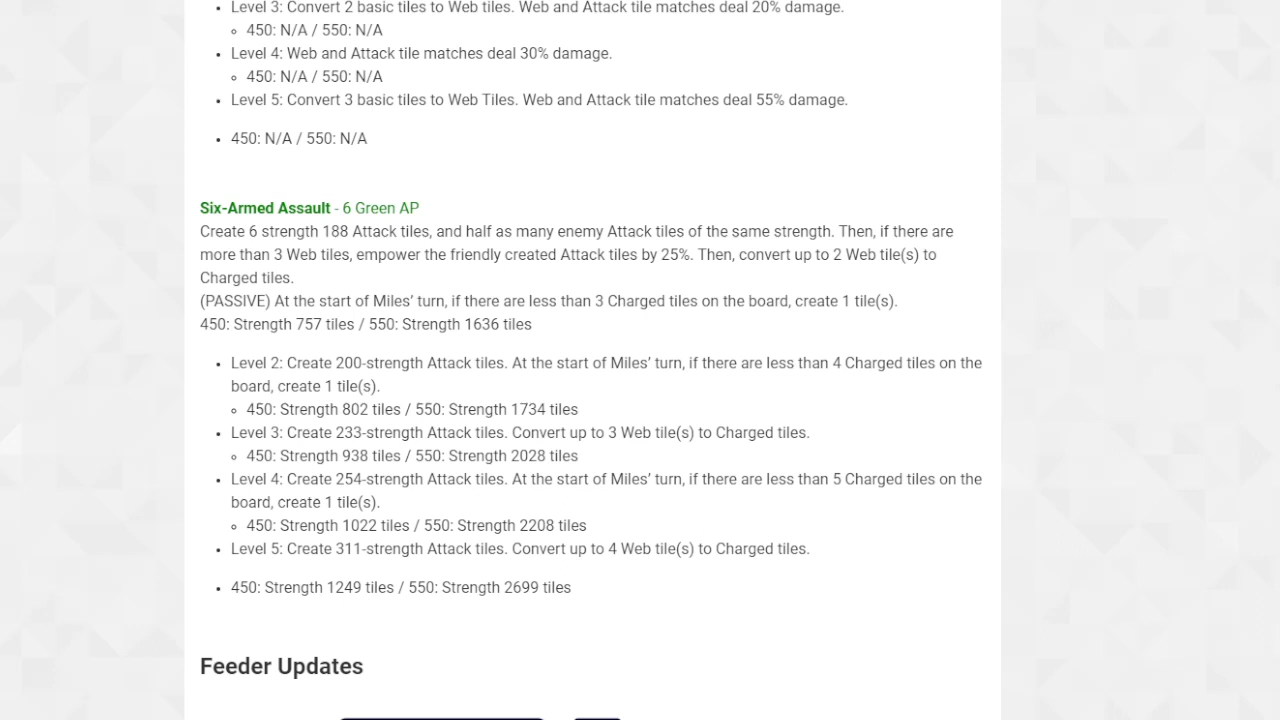 Level 3: Convert 2 basic tiles to Web tiles. Web and Attack tile matches deal 20% damage.
450: N/A / 550: N/A
Level 4: Web and Attack tile matches deal 30% damage.
450: N/A / 550: N/A
Level 5: Convert 3 basic tiles to Web Tiles. Web and Attack tile matches deal 55% damage.
450: N/A / 550: N/A
Six-Armed Assault - 6 Green AP
Create 6 strength 188 Attack tiles, and half as many enemy Attack tiles of the same strength. Then, if there are
more than 3 Web tiles, empower the friendly created Attack tiles by 25%. Then, convert up to 2 Web tile(s) to
Charged tiles.
(PASSIVE) At the start of Miles’ turn, if there are less than 3 Charged tiles on the board, create 1 tile(s).
450: Strength 757 tiles / 550: Strength 1636 tiles
Level 2: Create 200-strength Attack tiles. At the start of Miles’ turn, if there are less than 4 Charged tiles on the
board, create 1 tile(s).
450: Strength 802 tiles / 550: Strength 1734 tiles
Level 3: Create 233-strength Attack tiles. Convert up to 3 Web tile(s) to Charged tiles.
450: Strength 938 tiles / 550: Strength 2028 tiles
Level 4: Create 254-strength Attack tiles. At the start of Miles’ turn, if there are less than 5 Charged tiles on the
board, create 1 tile(s).
450: Strength 1022 tiles / 550: Strength 2208 tiles
Level 5: Create 311-strength Attack tiles. Convert up to 4 Web tile(s) to Charged tiles.
450: Strength 1249 tiles / 550: Strength 2699 tiles
Feeder Updates